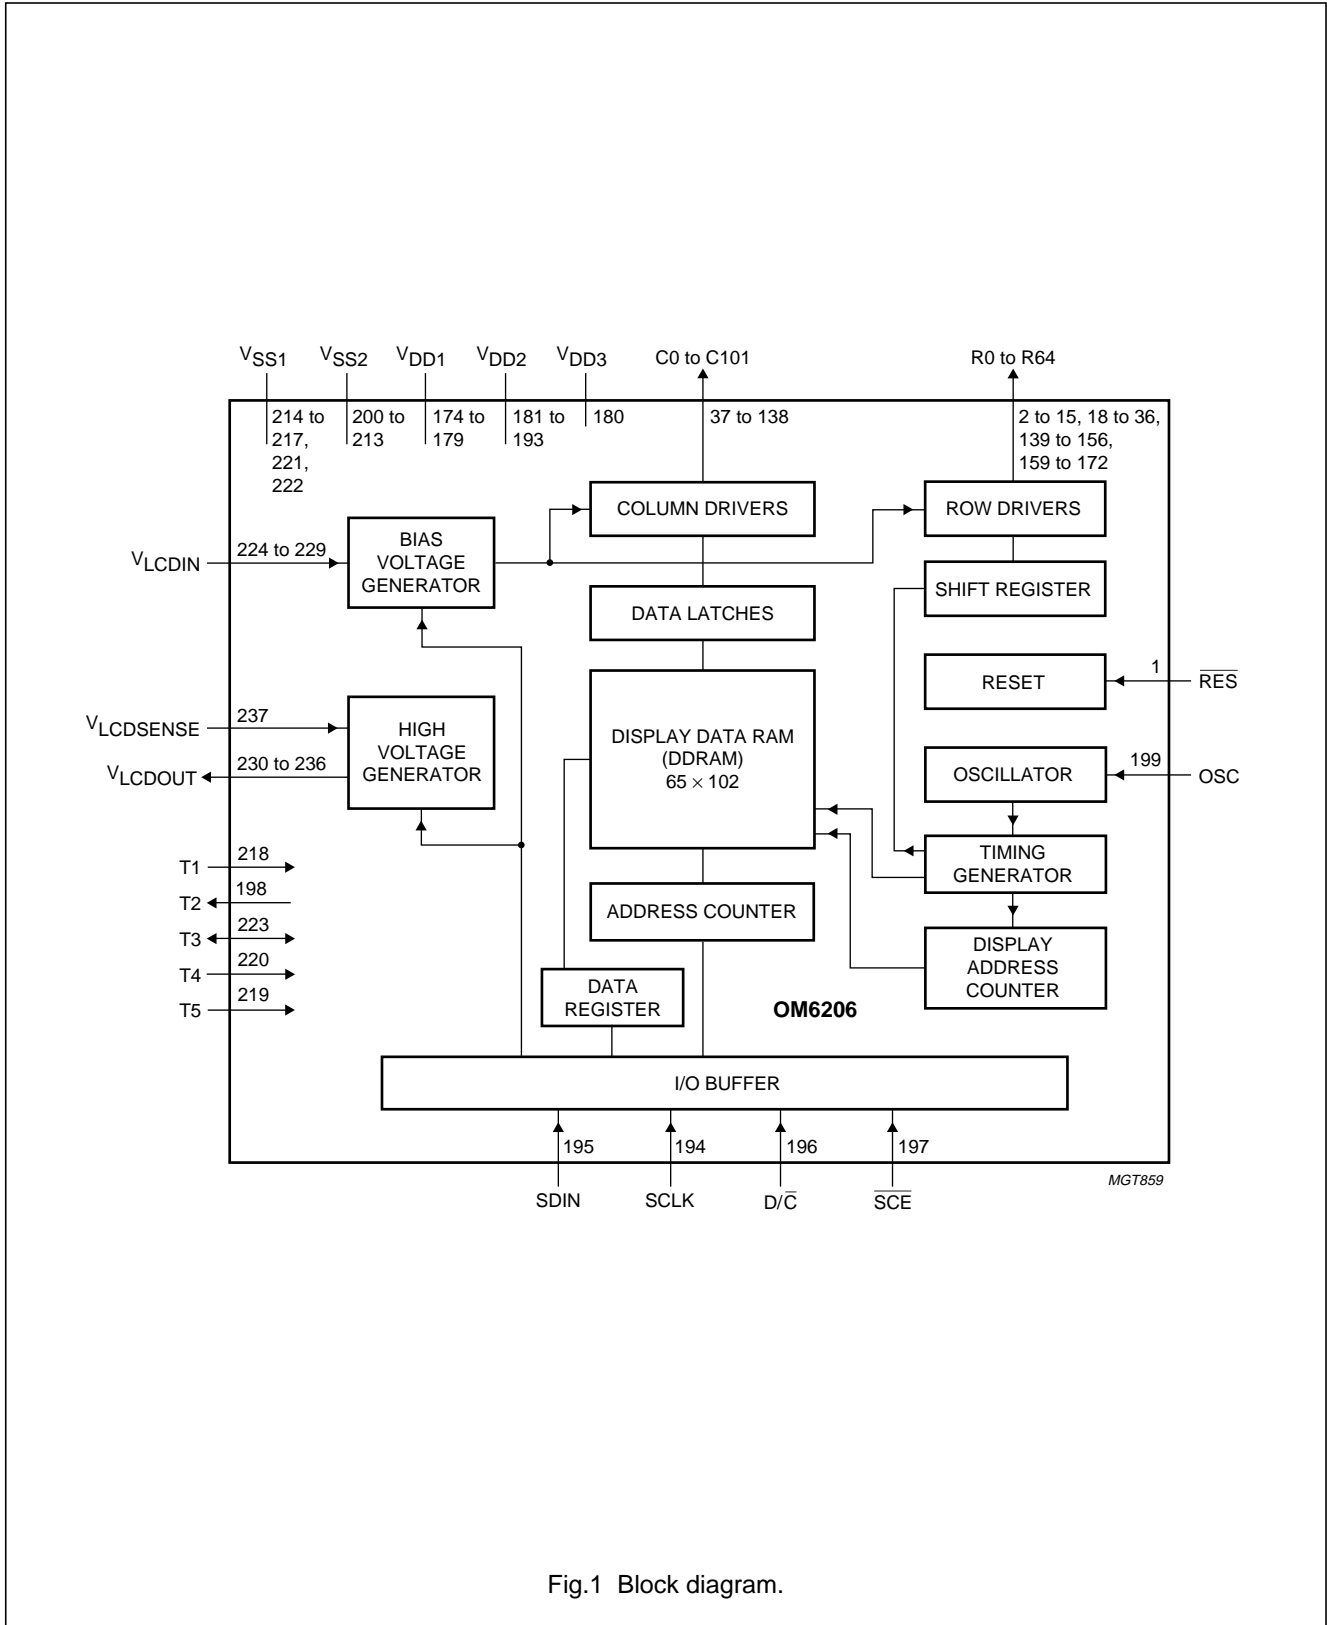 VSS1
VSS2
VDD1
VDD2
VDD3
C0 to C101
R0 to R64
214 to
217,
221,
222
200 to
213
174 to
179
181 to
193
180
37 to 138
2 to 15, 18 to 36,
139 to 156,
159 to 172
COLUMN DRIVERS
ROW DRIVERS
VLCDIN
224 to 229
BIAS
VOLTAGE
GENERATOR
DATA LATCHES
SHIFT REGISTER
RESET
1
R̅E̅S̅
VLCDSENSE
237
VLCDOUT
230 to 236
HIGH
VOLTAGE
GENERATOR
DISPLAY DATA RAM
(DDRAM)
65 × 102
OSCILLATOR
199
OSC
TIMING
GENERATOR
T1
218
T2
198
T3
223
T4
220
T5
219
ADDRESS COUNTER
DISPLAY
ADDRESS
COUNTER
DATA
REGISTER
OM6206
I/O BUFFER
195
194
196
197
SDIN
SCLK
D/C̅
S̅C̅E̅
MGT859
Fig.1 Block diagram.